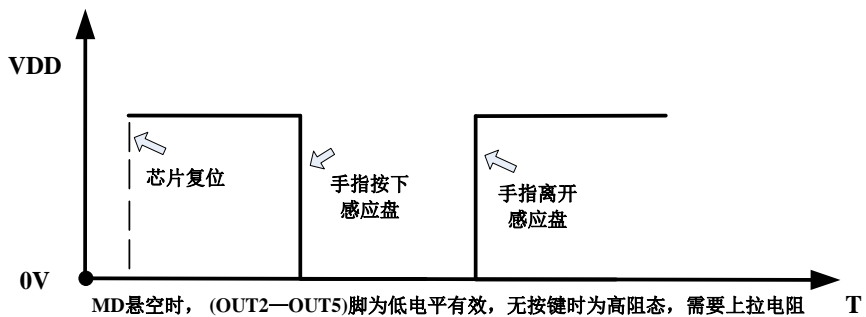 VDD
芯片复位
手指按下
感应盘
手指离开
感应盘
0V
MD悬空时， (OUT2—OUT5)脚为低电平有效，无按键时为高阻态，需要上拉电阻
T